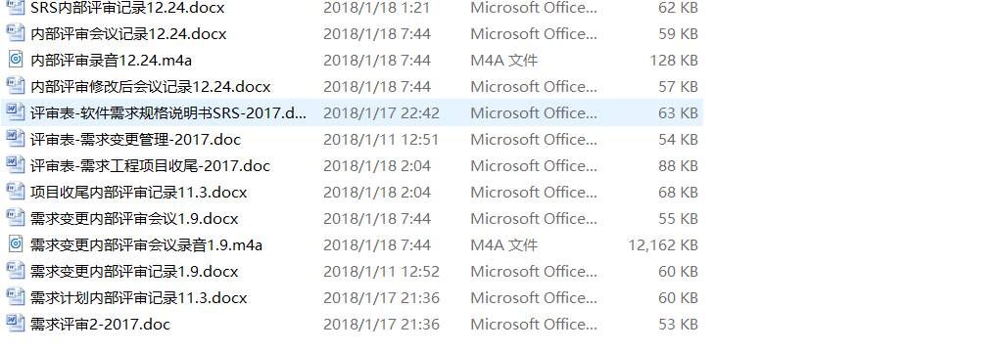 SRS内部评审记录12.24.docx 2018/1/18 1:21 Microsoft Office... 62 KB
内部评审会议记录12.24.docx 2018/1/18 7:44 Microsoft Office... 59 KB
内部评审录音12.24.m4a 2018/1/18 7:44 M4A 文件 128 KB
内部评审修改后会议记录12.24.docx 2018/1/18 7:44 Microsoft Office... 57 KB
评审表-软件需求规格说明书SRS-2017.d... 2018/1/17 22:42 Microsoft Office... 63 KB
评审表-需求变更管理-2017.doc 2018/1/11 12:51 Microsoft Office... 54 KB
评审表-需求工程项目收尾-2017.doc 2018/1/18 2:04 Microsoft Office... 88 KB
项目收尾内部评审记录11.3.docx 2018/1/18 2:04 Microsoft Office... 68 KB
需求变更内部评审会议1.9.docx 2018/1/18 7:44 Microsoft Office... 55 KB
需求变更内部评审会议录音1.9.m4a 2018/1/18 7:44 M4A 文件 12,162 KB
需求变更内部评审记录1.9.docx 2018/1/11 12:52 Microsoft Office... 60 KB
需求计划内部评审记录11.3.docx 2018/1/17 21:36 Microsoft Office... 60 KB
需求评审2-2017.doc 2018/1/17 21:36 Microsoft Office... 53 KB